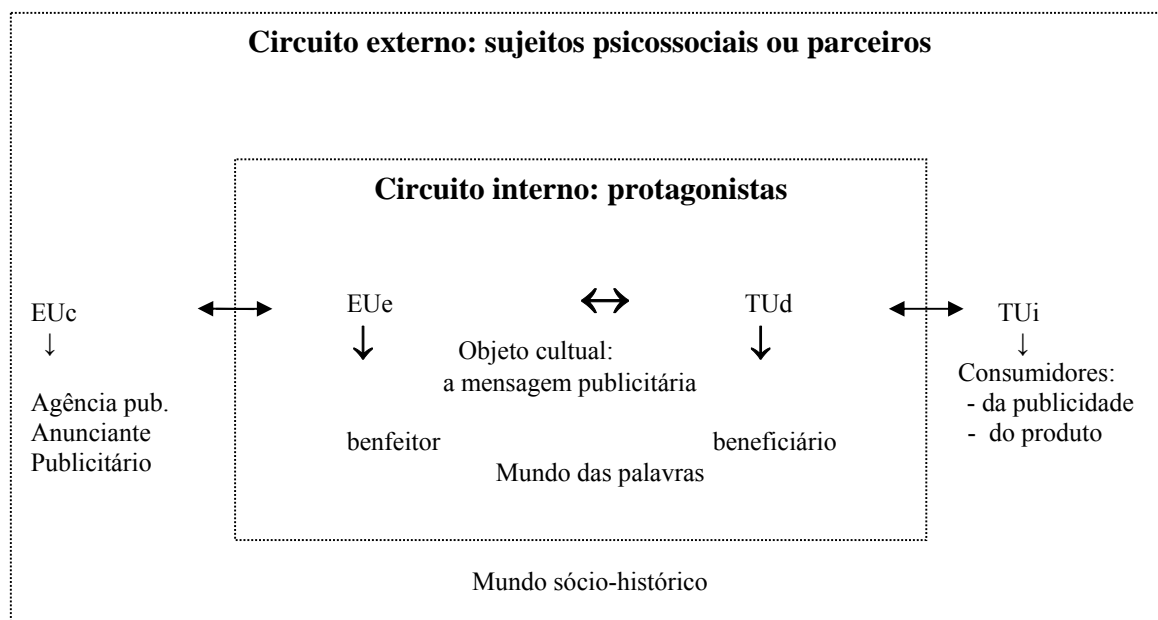 Circuito externo: sujeitos psicossociais ou parceiros
Circuito interno: protagonistas
EUc ↔ EUe ↔ TUd ↔ TUi
↓ ↓ ↓ ↓
Objeto cultual:
a mensagem publicitária
Consumidores:
- da publicidade
- do produto
Agência pub.
Anunciante
Publicitário
benfeitor
beneficiário
Mundo das palavras
Mundo sócio-histórico